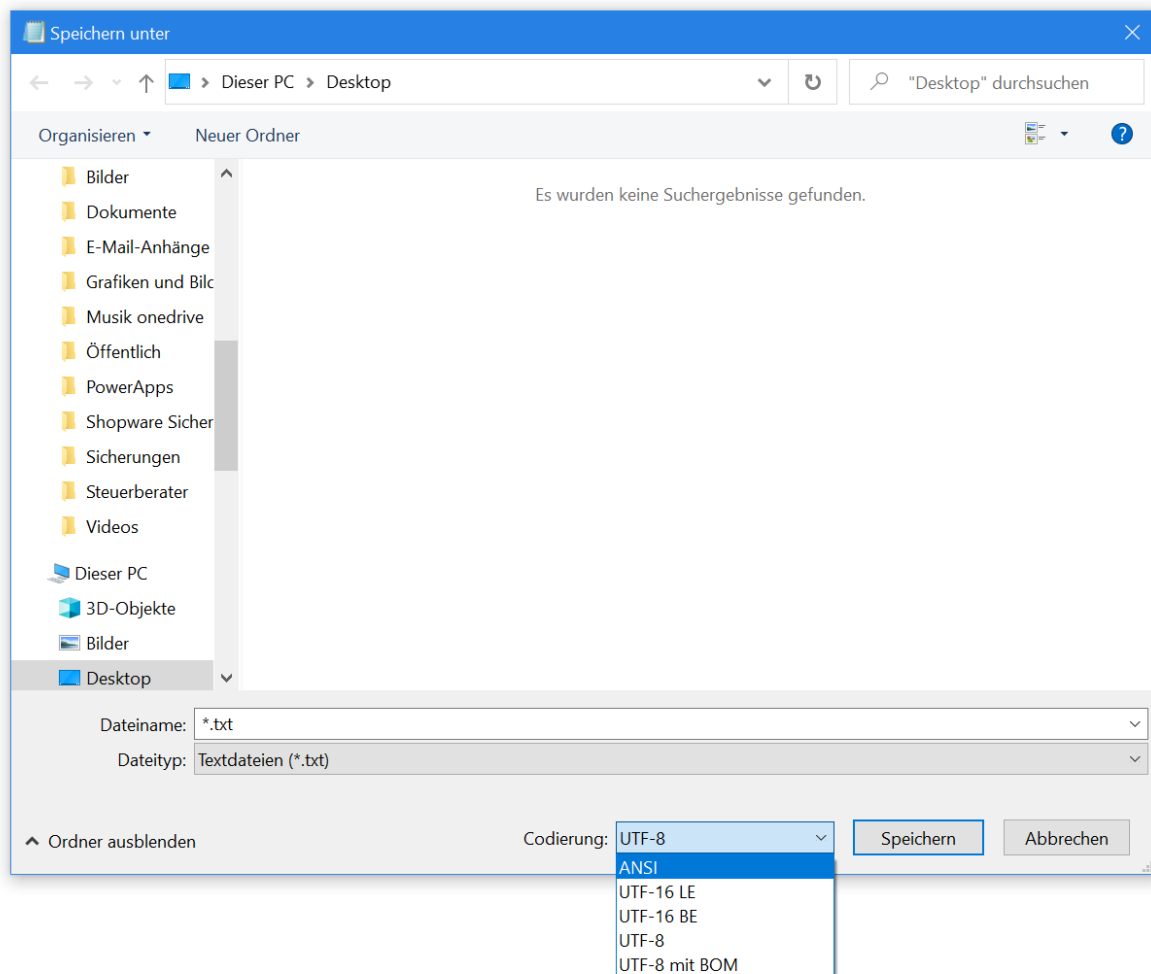 Speichern unter
Dieser PC > Desktop
"Desktop" durchsuchen
Organisieren
Neuer Ordner
?
Bilder
Dokumente
E-Mail-Anhänge
Grafiken und Bilc
Musik onedrive
Öffentlich
PowerApps
Shopware Sicher
Sicherungen
Steuerberater
Videos
Dieser PC
3D-Objekte
Bilder
Desktop
Es wurden keine Suchergebnisse gefunden.
Dateiname: *.txt
Dateityp: Textdateien (*.txt)
Ordner ausblenden
Codierung: UTF-8
Speichern
Abbrechen
ANSI
UTF-16 LE
UTF-16 BE
UTF-8
UTF-8 mit BOM